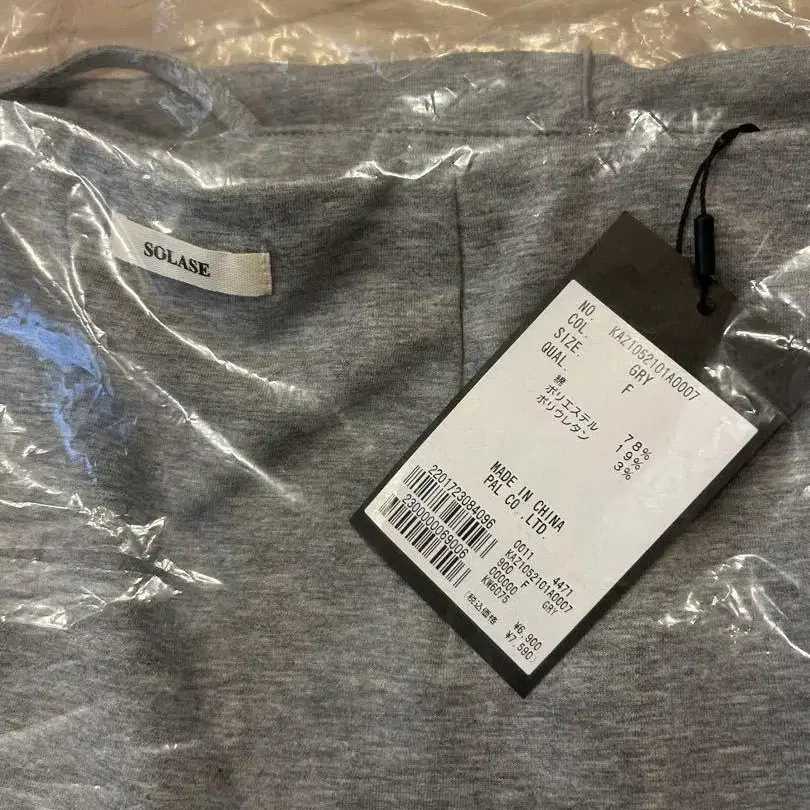 SOLASE
NO. KAZ1052101A0007
COL. GRY
SIZE. F
QUAL.
綿 78%
ポリエステル 19%
ポリウレタン 3%
MADE IN CHINA
PAL CO.,LTD.
2201723084096
2300000069006
0011 4471
KAZ1052101A0007
900 F GRY
000000
KW6075
¥6,900
(税込価格 ¥7,590)